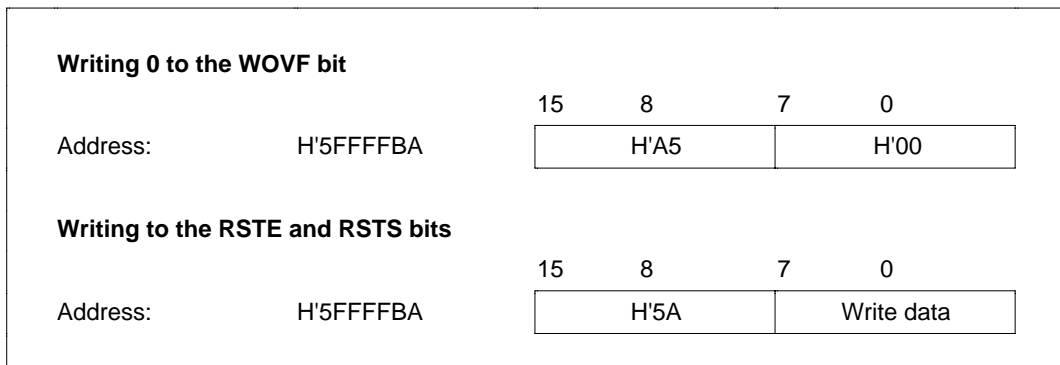 Writing 0 to the WOVF bit
15 8 7 0
Address: H'5FFFFBA H'A5 H'00
Writing to the RSTE and RSTS bits
15 8 7 0
Address: H'5FFFFBA H'5A Write data